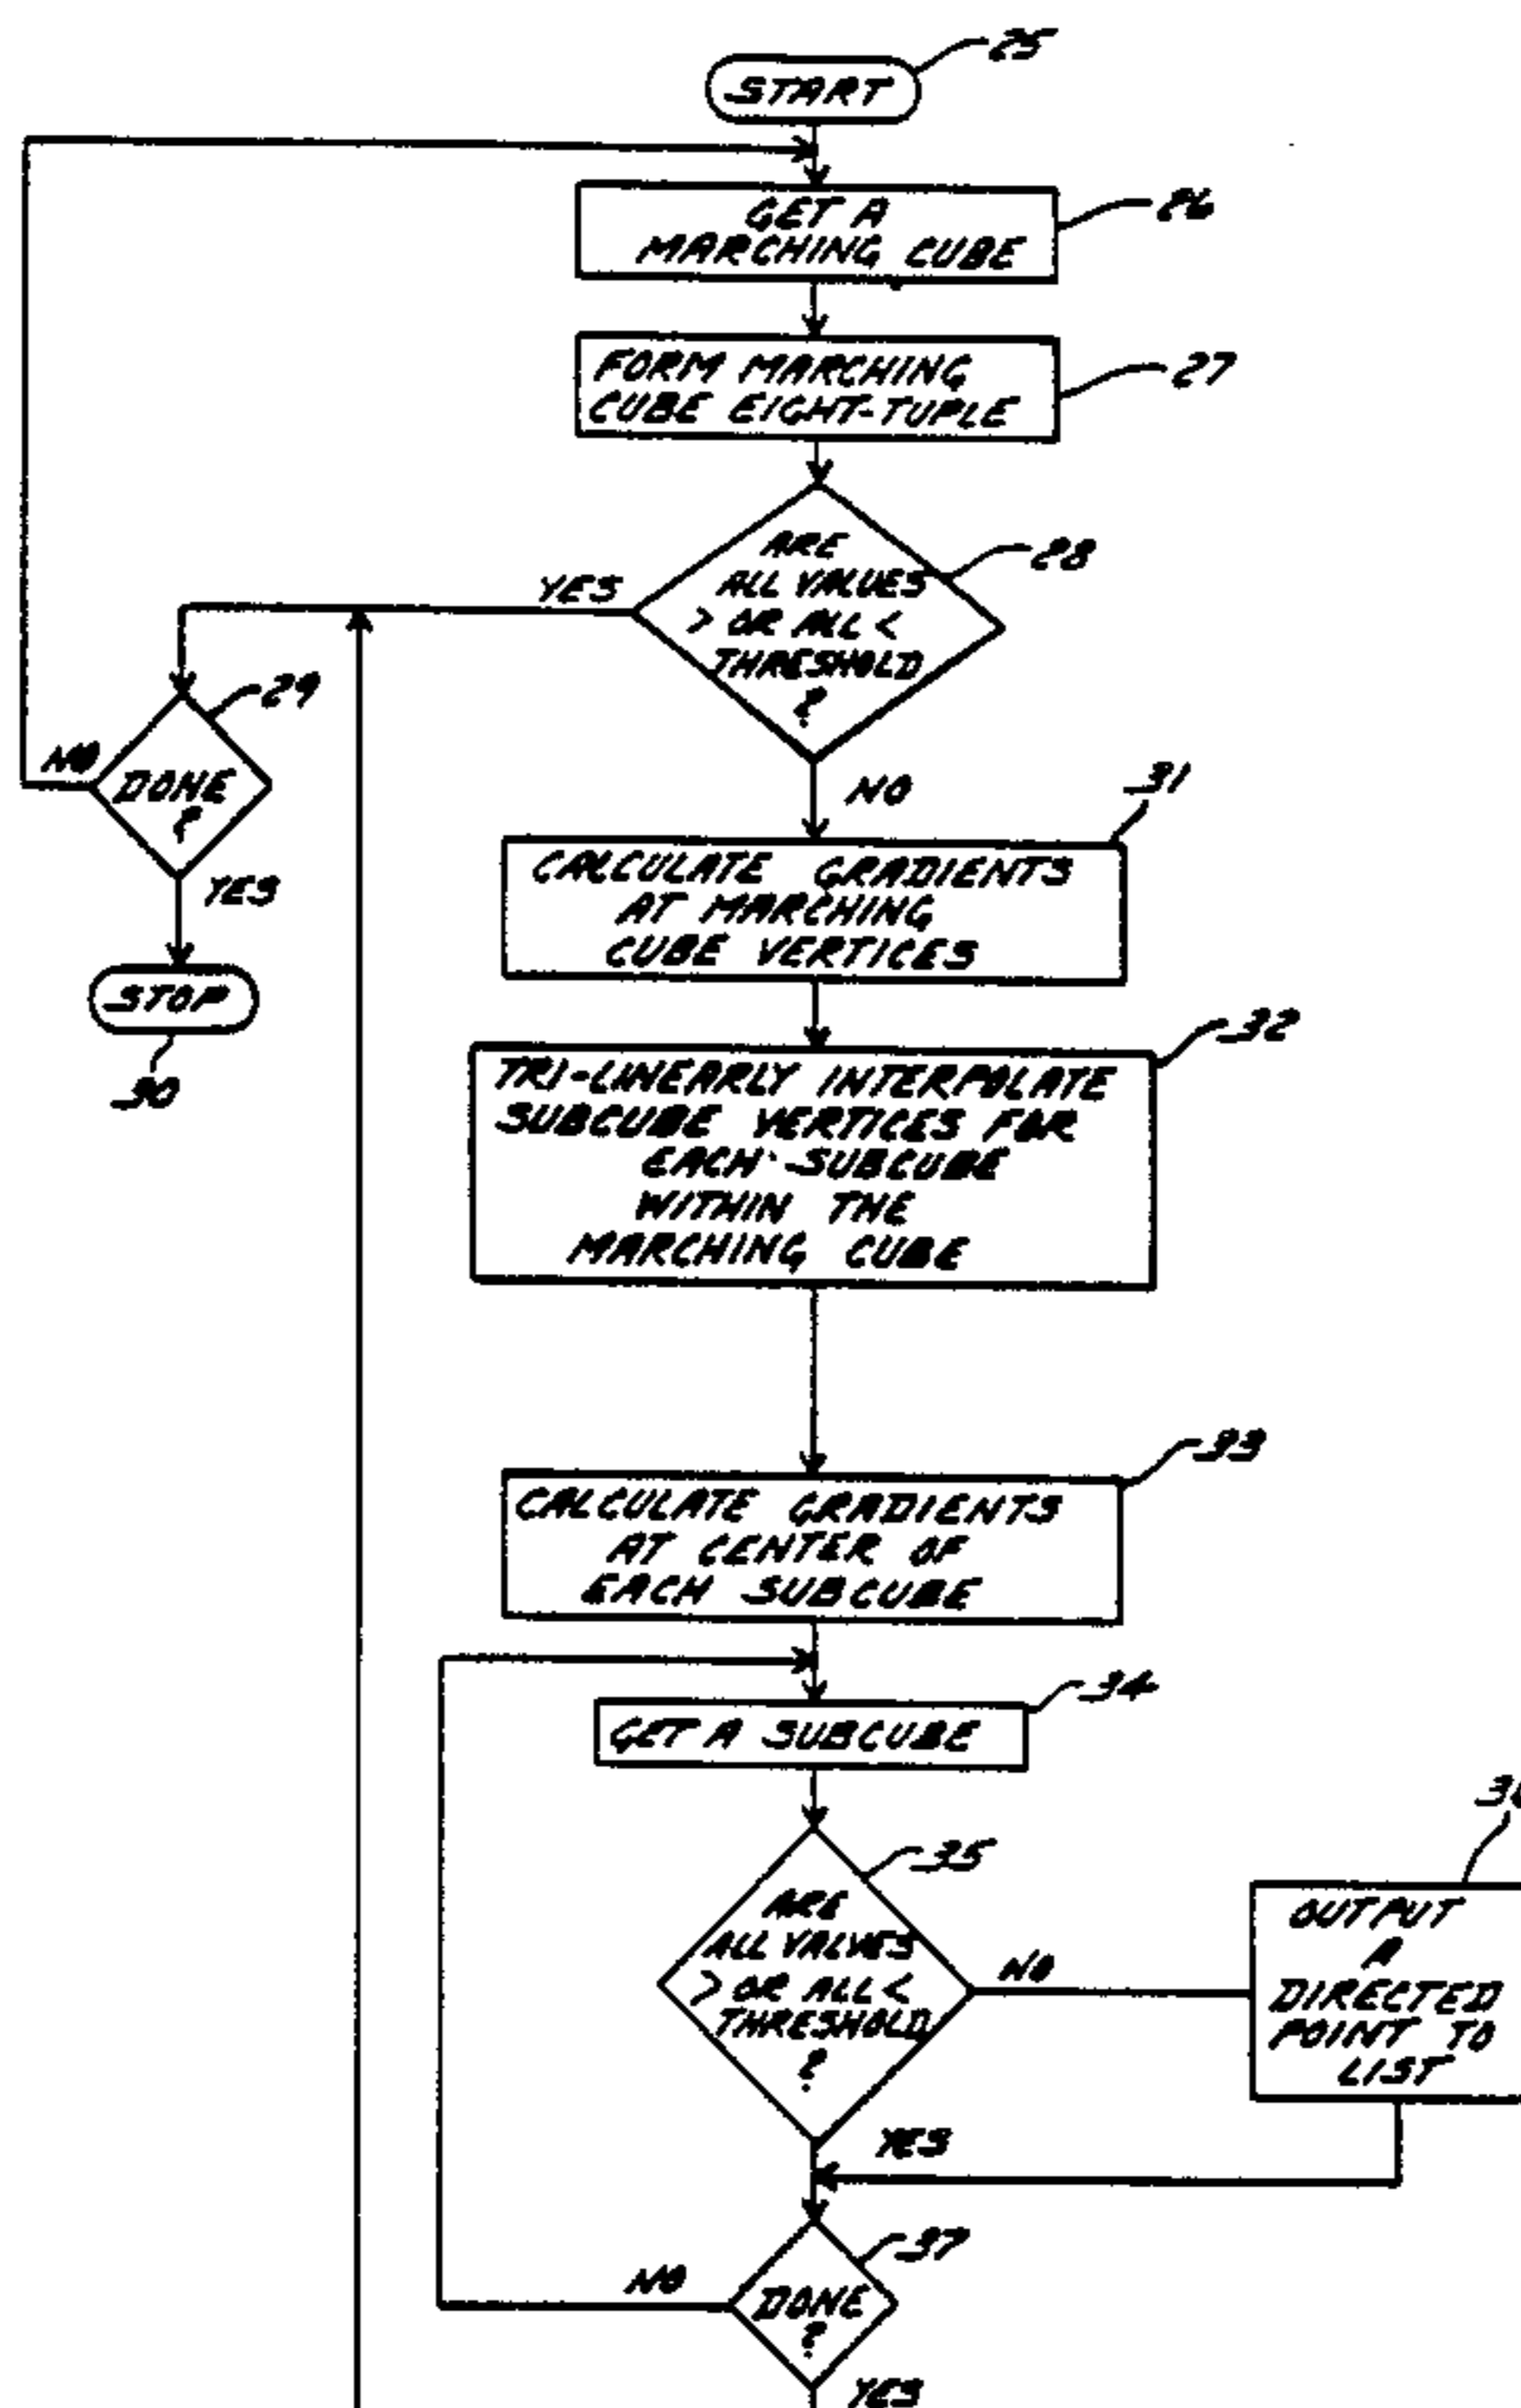 25
START
GET A
MARCHING CUBE
26
FORM MARCHING
CUBE EIGHT-TUPLE
27
ARE
ALL VALUES
> OR ALL <
THRESHOLD
?
28
YES
29
NO
DONE
?
YES
STOP
30
NO
31
CALCULATE GRADIENTS
AT MARCHING
CUBE VERTICES
32
TRI-LINEARLY INTERPOLATE
SUBCUBE VERTICES FOR
EACH SUBCUBE
WITHIN THE
MARCHING CUBE
33
CALCULATE GRADIENTS
AT CENTER OF
EACH SUBCUBE
34
GET A SUBCUBE
35
ARE
ALL VALUES
> OR ALL <
THRESHOLD
?
NO
OUTPUT
A
DIRECTED
POINT TO
LIST
YES
37
NO
DONE
?
YES